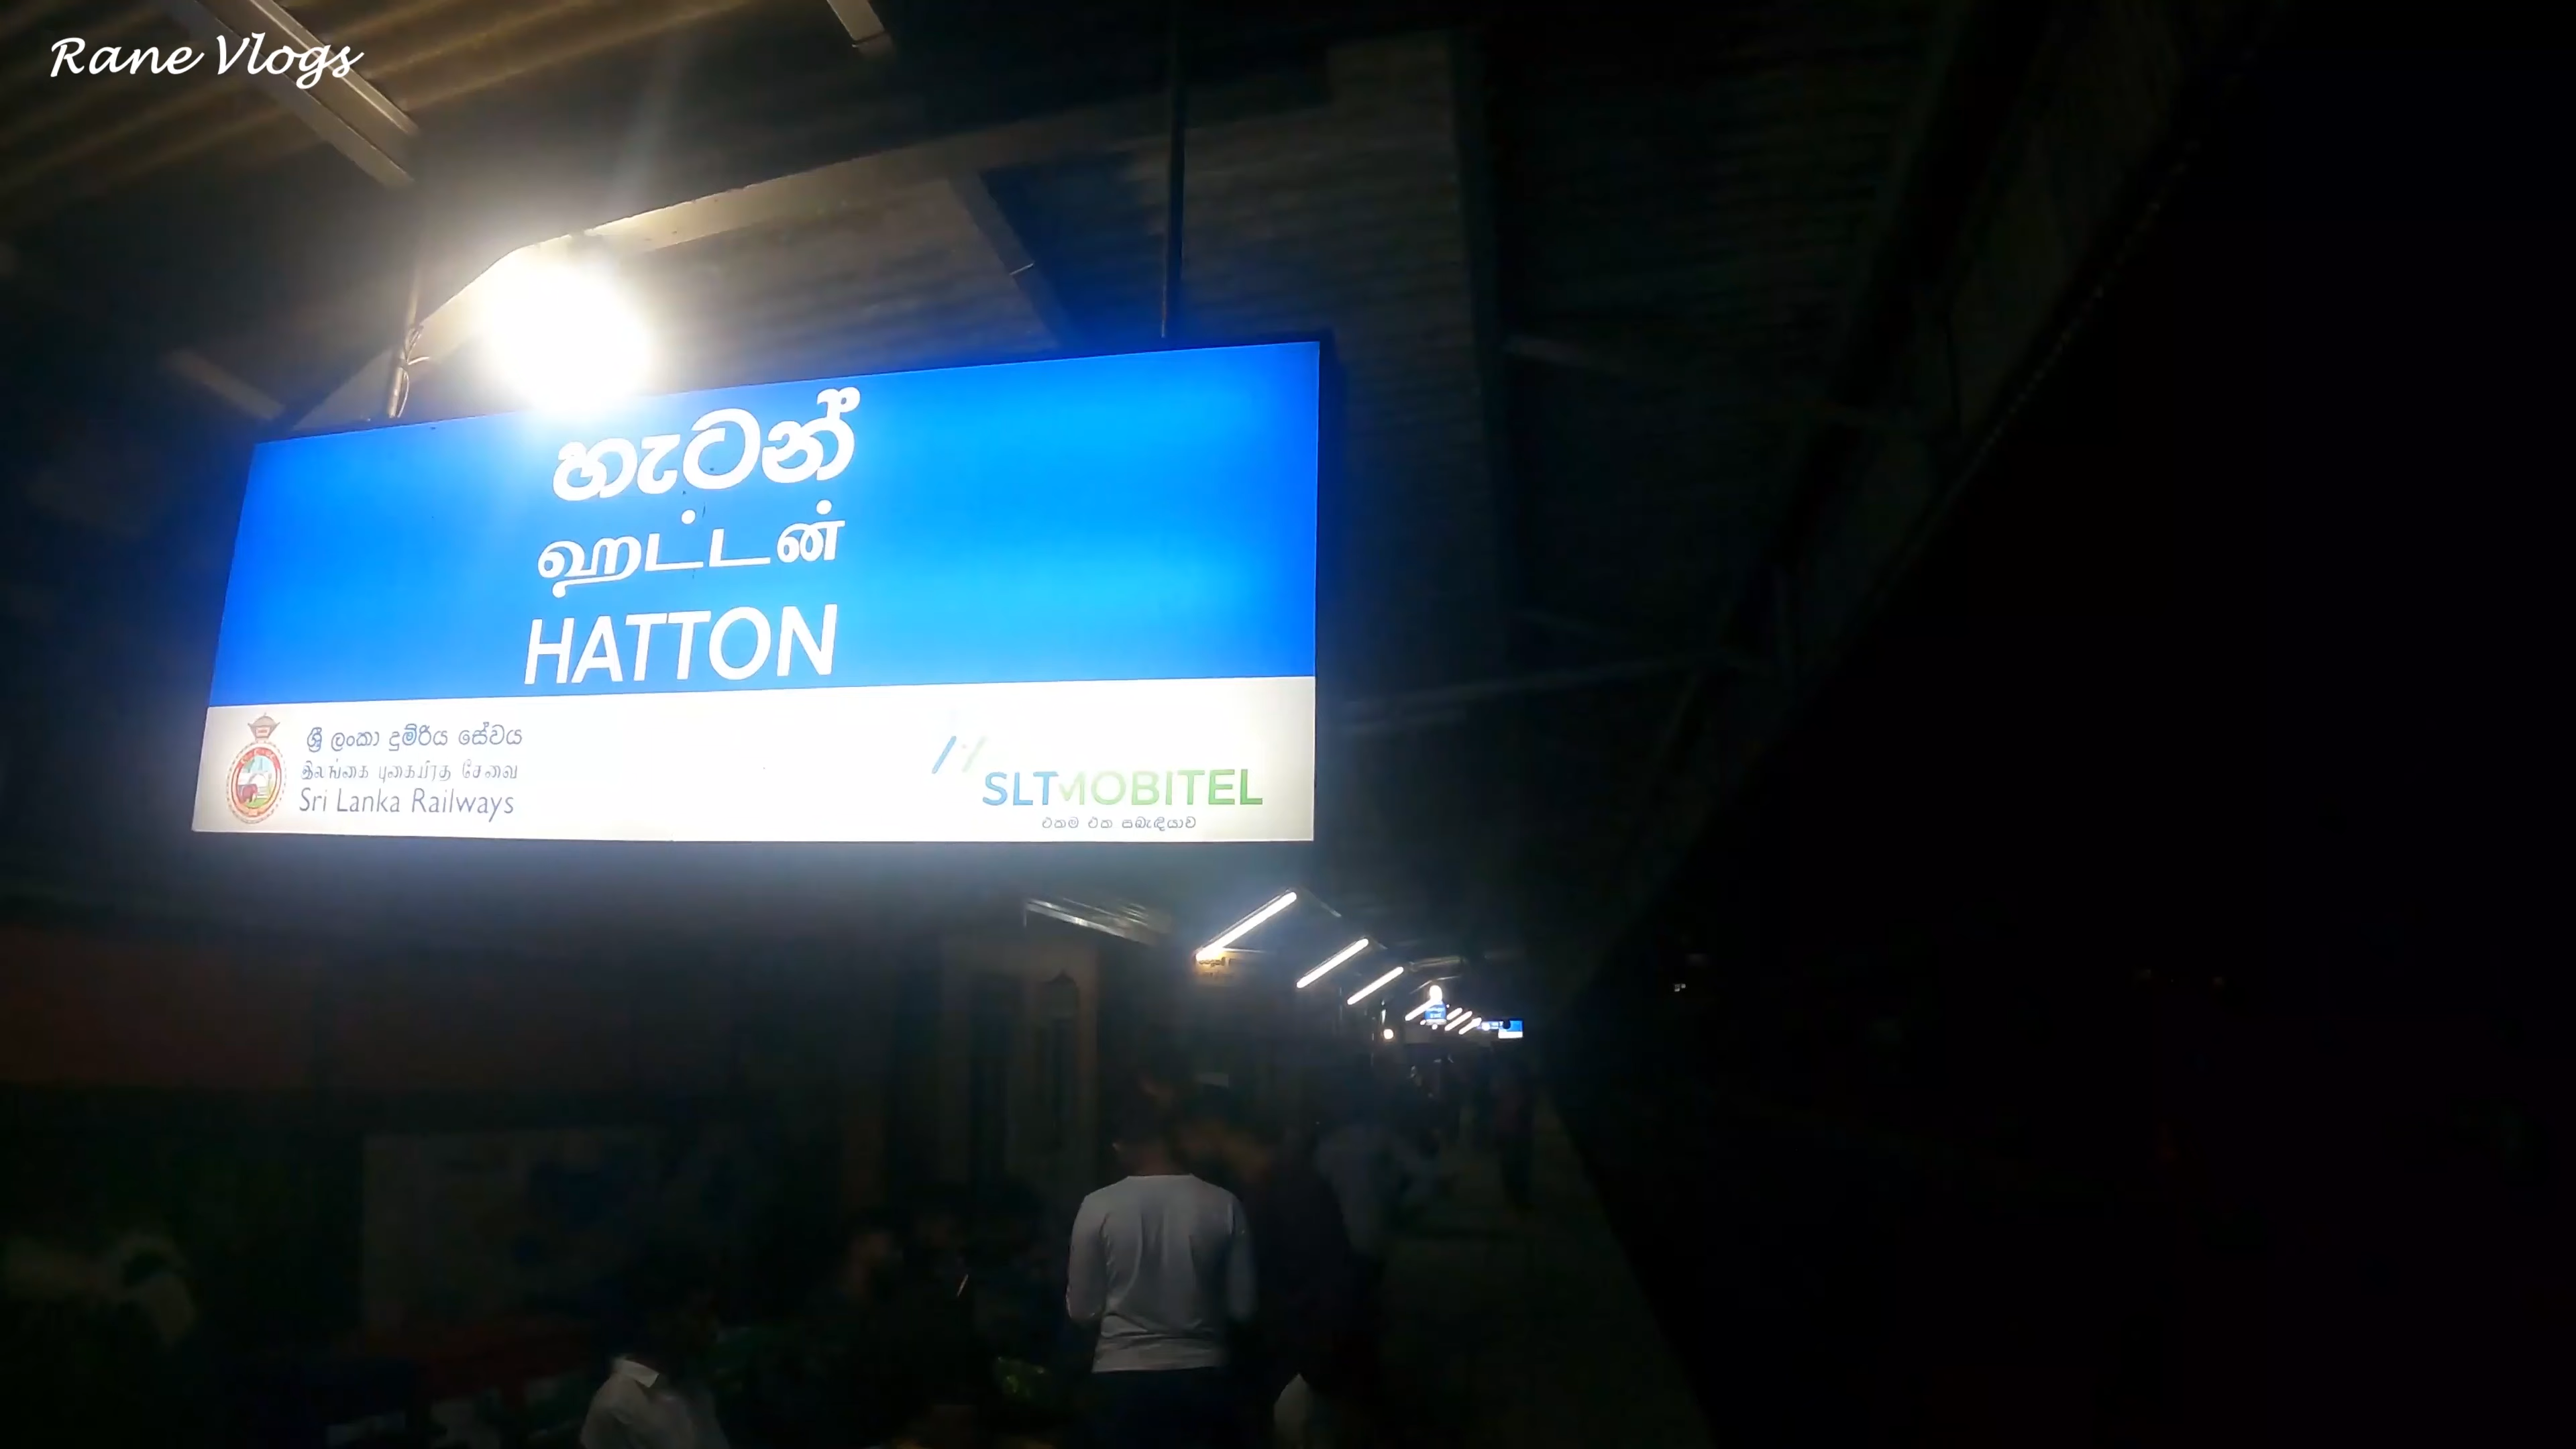 Rane Vlogs
හැටන්
ஹட்டன்
HATTON
ශ්‍රී ලංකා දුම්රිය සේවය
இலங்கை புகையிரத சேவை
Sri Lanka Railways
SLTMOBITEL
එකම එක සබැඳියාව